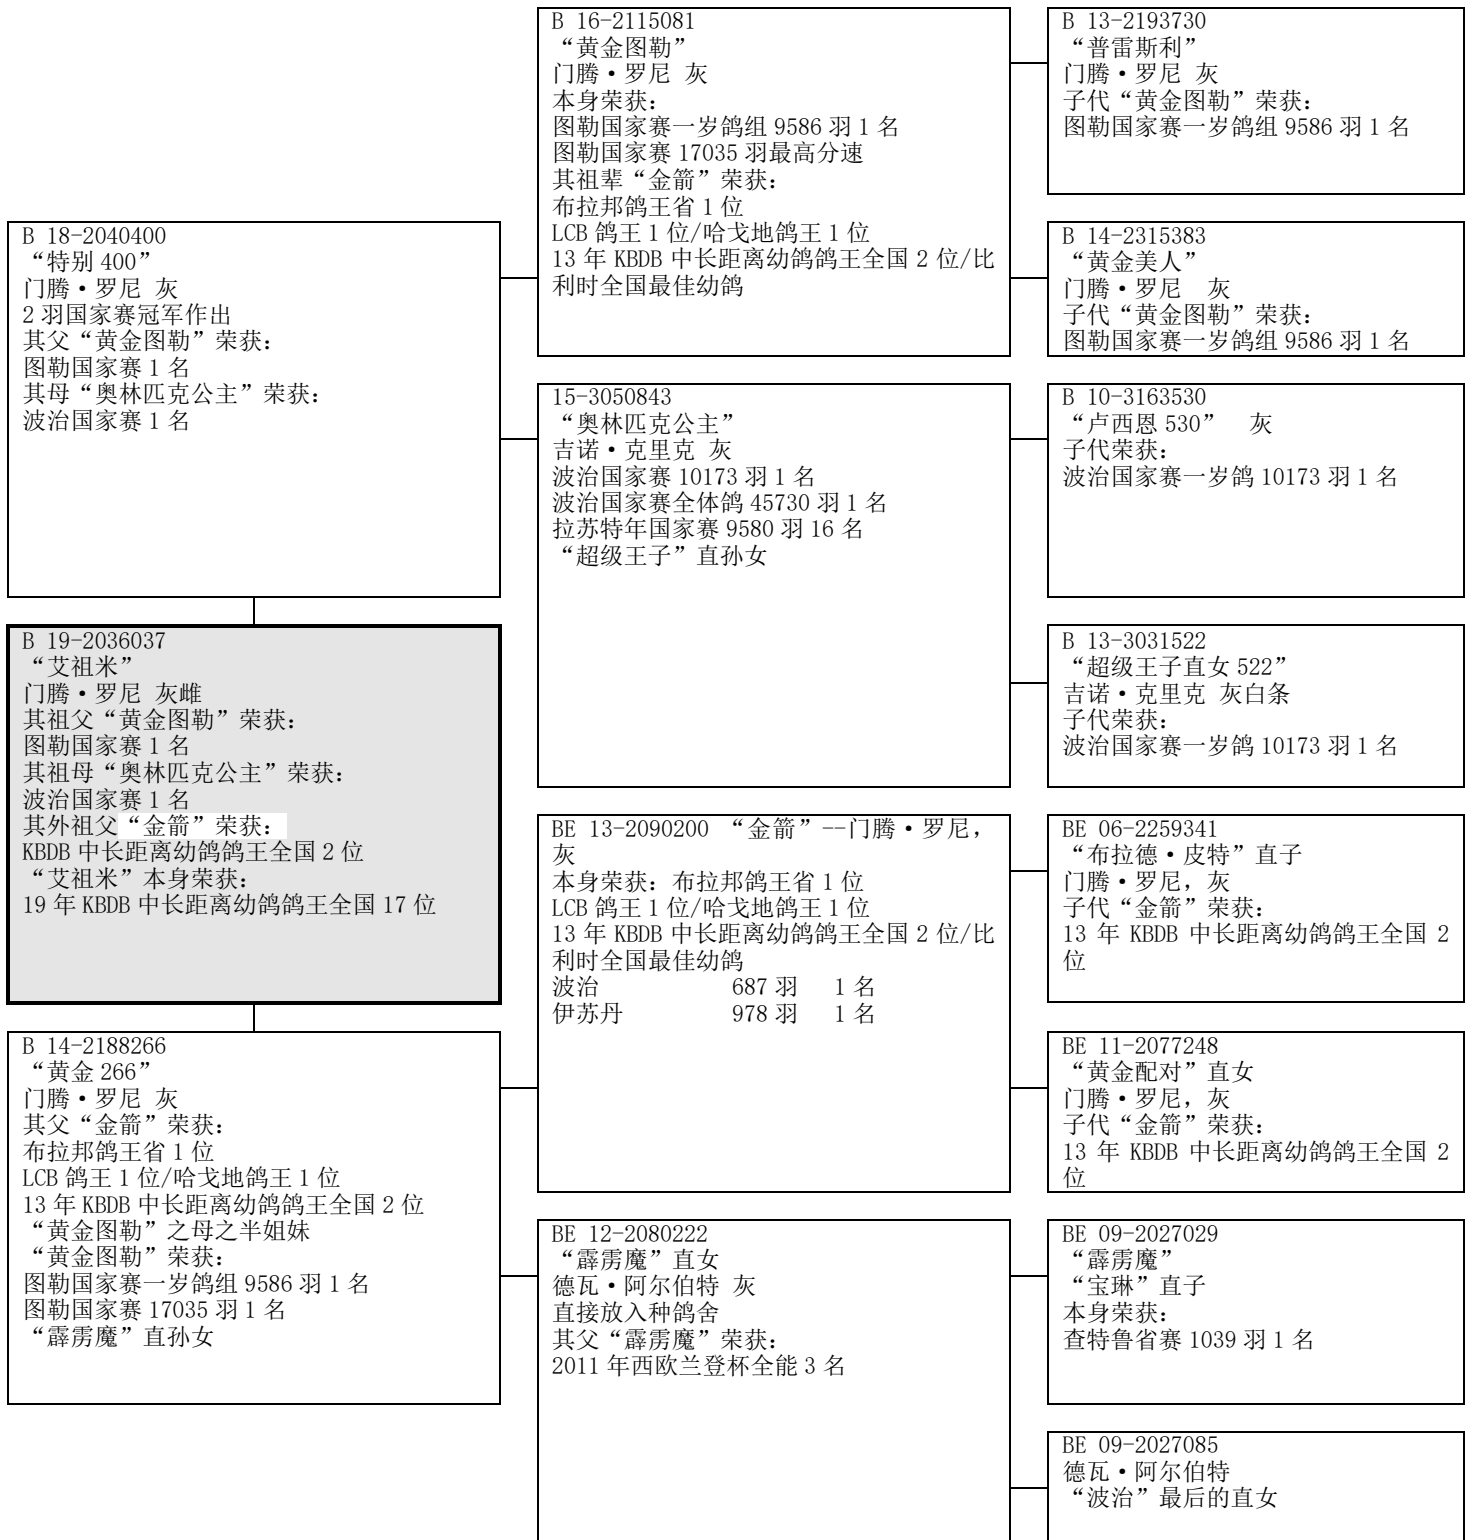 B 18-2040400
“特别 400”
门腾·罗尼 灰
2 羽国家赛冠军作出
其父“黄金图勒”荣获:
图勒国家赛 1 名
其母“奥林匹克公主”荣获:
波治国家赛 1 名
B 19-2036037
“艾祖米”
门腾·罗尼 灰雌
其祖父“黄金图勒”荣获:
图勒国家赛 1 名
其祖母“奥林匹克公主”荣获:
波治国家赛 1 名
其外祖父“金箭”荣获:
KBDB 中长距离幼鸽鸽王全国 2 位
“艾祖米”本身荣获:
19 年 KBDB 中长距离幼鸽鸽王全国 17 位
B 14-2188266
“黄金 266”
门腾·罗尼 灰
其父“金箭”荣获:
布拉邦鸽王省 1 位
LCB 鸽王 1 位/哈戈地鸽王 1 位
13 年 KBDB 中长距离幼鸽鸽王全国 2 位
“黄金图勒”之母之半姐妹
“黄金图勒”荣获:
图勒国家赛一岁鸽组 9586 羽 1 名
图勒国家赛 17035 羽 1 名
“霹雳魔”直孙女
B 16-2115081
“黄金图勒”
门腾·罗尼 灰
本身荣获:
图勒国家赛一岁鸽组 9586 羽 1 名
图勒国家赛 17035 羽最高分速
其祖辈“金箭”荣获:
布拉邦鸽王省 1 位
LCB 鸽王 1 位/哈戈地鸽王 1 位
13 年 KBDB 中长距离幼鸽鸽王全国 2 位/比
利时全国最佳幼鸽
15-3050843
“奥林匹克公主”
吉诺·克里克 灰
波治国家赛 10173 羽 1 名
波治国家赛全体鸽 45730 羽 1 名
拉苏特年国家赛 9580 羽 16 名
“超级王子”直孙女
BE 13-2090200 “金箭”--门腾·罗尼,
灰
本身荣获: 布拉邦鸽王省 1 位
LCB 鸽王 1 位/哈戈地鸽王 1 位
13 年 KBDB 中长距离幼鸽鸽王全国 2 位/比
利时全国最佳幼鸽
波治 687 羽 1 名
伊苏丹 978 羽 1 名
BE 12-2080222
“霹雳魔”直女
德瓦·阿尔伯特 灰
直接放入种鸽舍
其父“霹雳魔”荣获:
2011 年西欧兰登杯全能 3 名
B 13-2193730
“普雷斯利”
门腾·罗尼 灰
子代“黄金图勒”荣获:
图勒国家赛一岁鸽组 9586 羽 1 名
B 14-2315383
“黄金美人”
门腾·罗尼 灰
子代“黄金图勒”荣获:
图勒国家赛一岁鸽组 9586 羽 1 名
B 10-3163530
“卢西恩 530” 灰
子代荣获:
波治国家赛一岁鸽 10173 羽 1 名
B 13-3031522
“超级王子直女 522”
吉诺·克里克 灰白条
子代荣获:
波治国家赛一岁鸽 10173 羽 1 名
BE 06-2259341
“布拉德·皮特”直子
门腾·罗尼, 灰
子代“金箭”荣获:
13 年 KBDB 中长距离幼鸽鸽王全国 2
位
BE 11-2077248
“黄金配对”直女
门腾·罗尼, 灰
子代“金箭”荣获:
13 年 KBDB 中长距离幼鸽鸽王全国 2
位
BE 09-2027029
“霹雳魔”
“宝琳”直子
本身荣获:
查特鲁省赛 1039 羽 1 名
BE 09-2027085
德瓦·阿尔伯特
“波治”最后的直女